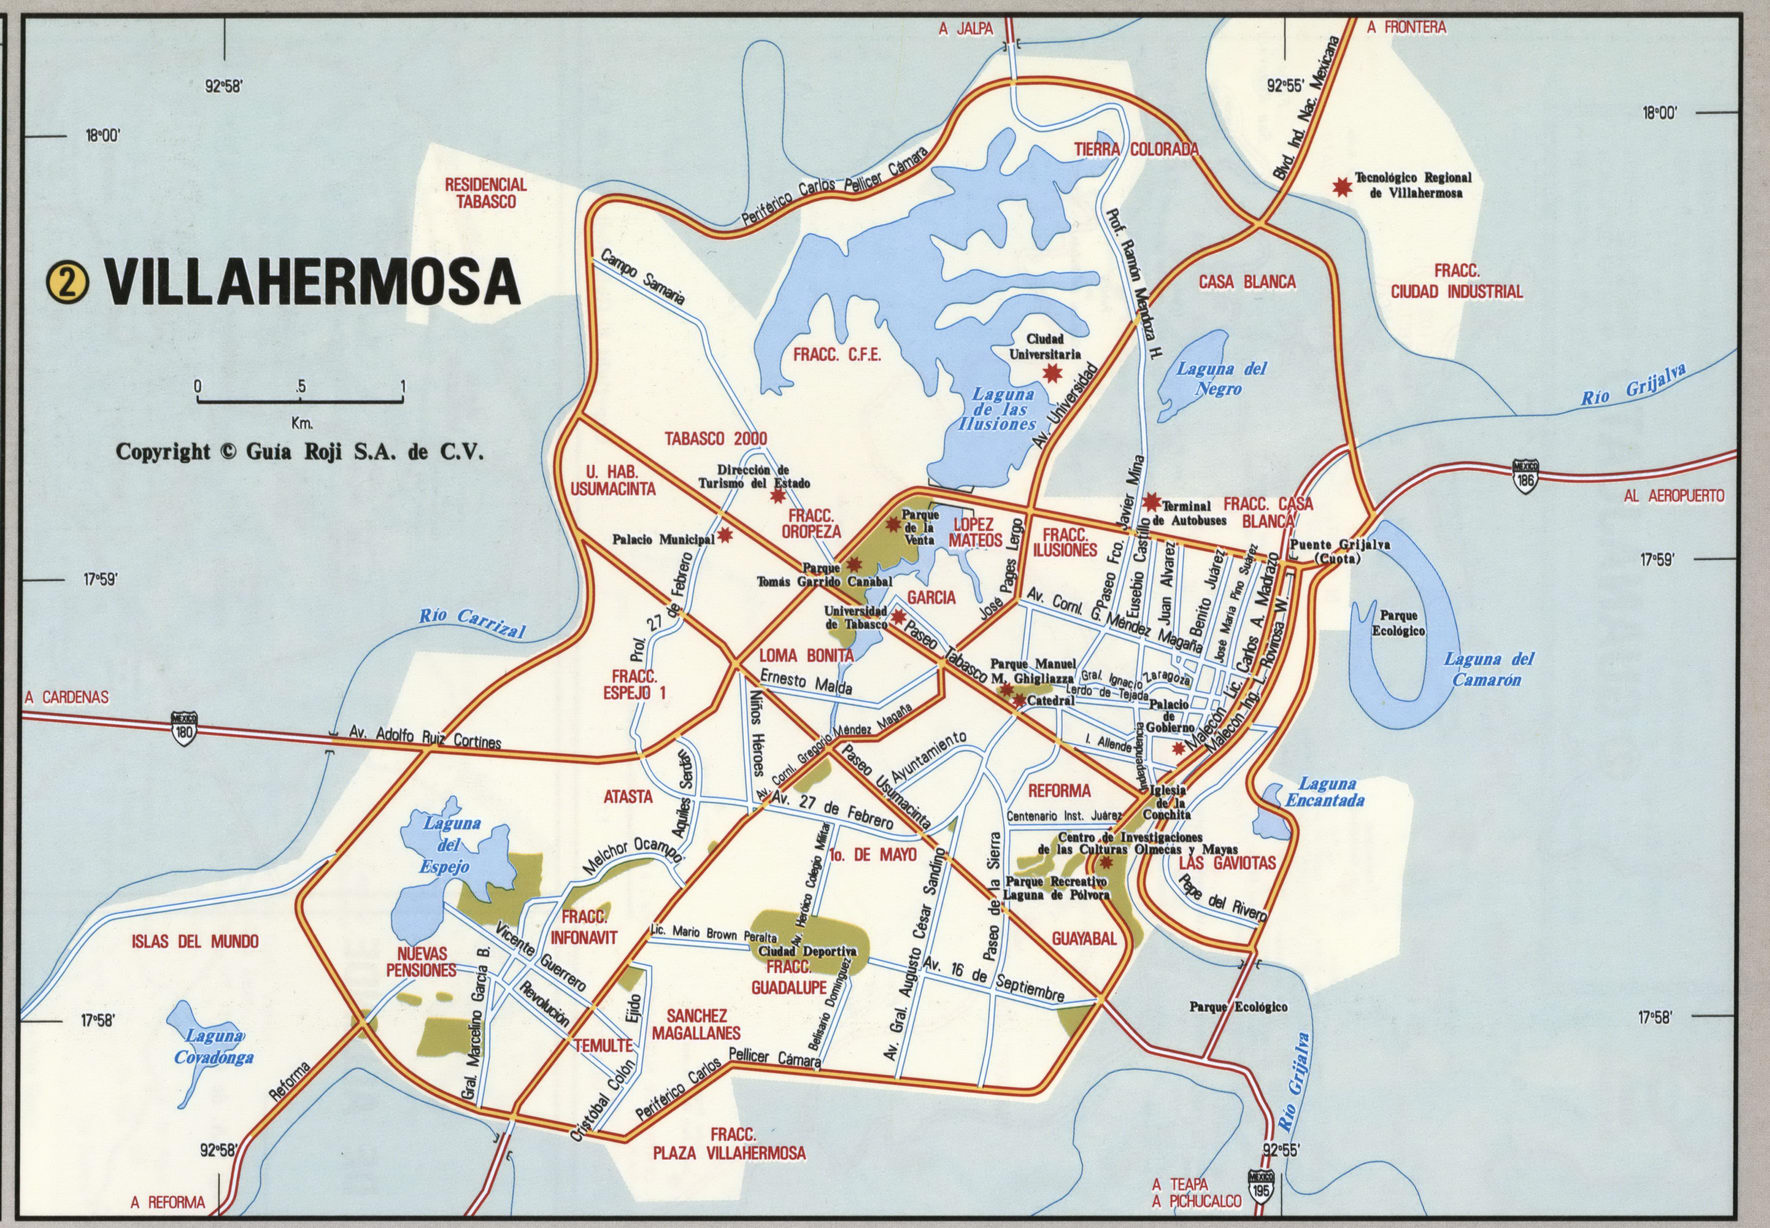 A JALPA
A FRONTERA
92°58'
92°55'
18°00'
18°00'
Blvd. Ind. Nac. Mexicana
TIERRA COLORADA
Periférico Carlos Pellicer Cámara
Tecnológico Regional
de Villahermosa
RESIDENCIAL
TABASCO
2 VILLAHERMOSA
Campo Samaria
Prof. Ramón Mendoza H.
CASA BLANCA
FRACC.
CIUDAD INDUSTRIAL
0 .5 1
Km.
Copyright © Guía Roji S.A. de C.V.
FRACC. C.F.E.
Ciudad
Universitaria
Laguna
de las
Ilusiones
Av. Universidad
Laguna del
Negro
Río Grijalva
TABASCO 2000
U. HAB.
USUMACINTA
Dirección de
Turismo del Estado
FRACC.
OROPEZA
Palacio Municipal
Parque
de la
Venta
LOPEZ
MATEOS
FRACC.
ILUSIONES
Paseo Fco. Javier Mina
Terminal
de Autobuses
FRACC. CASA
BLANCA
MEXICO
186
AL AEROPUERTO
Puente Grijalva
(Cuota)
17°59'
17°59'
Parque
Tomás Garrido Canabal
Universidad
de Tabasco
GARCIA
José Pages Lergo
Av. Cornl. G. Méndez Magaña
Eusebio Castillo
Juan Alvarez
Benito Juárez
José María Pino Suárez
Malecón Lic. Carlos A. Madrazo
Malecón Ing. L. Rovirosa W.
Parque
Ecológico
Laguna del
Camarón
Río Carrizal
Prol. 27 de Febrero
FRACC.
ESPEJO 1
LOMA BONITA
Ernesto Malda
Paseo Tabasco
Parque Manuel
M. Ghigliazza
Gral. Ignacio Zaragoza
Lerdo de Tejada
Catedral
Palacio
de
Gobierno
I. Allende
Independencia
A CARDENAS
MEXICO
180
Av. Adolfo Ruiz Cortines
Niños Héroes
Av. Cornl. Gregorio Méndez Magaña
Paseo Usumacinta
Ayuntamiento
ATASTA
Aquiles Serdán
Av. 27 de Febrero
REFORMA
Centenario Inst. Juárez
Iglesia
de la
Conchita
Laguna
Encantada
Laguna
del
Espejo
Melchor Ocampo
1o. DE MAYO
Centro de Investigaciones
de las Culturas Olmecas y Mayas
LAS GAVIOTAS
Parque Recreativo
Laguna de Pólvora
Pepe del Rivero
Av. Heróico Colegio Militar
Av. Gral. Augusto Cesar Sandino
Paseo de la Sierra
ISLAS DEL MUNDO
NUEVAS
PENSIONES
FRACC.
INFONAVIT
Vicente Guerrero
Revolución
Lic. Mario Brown Peralta
Ciudad Deportiva
FRACC.
GUADALUPE
GUAYABAL
Av. 16 de Septiembre
Parque Ecológico
17°58'
17°58'
Laguna
Covadonga
Gral. Marcelino García B.
Ejido
SANCHEZ
MAGALLANES
Belisario Domínguez
TEMULTE
Cristóbal Colón
Periférico Carlos Pellicer Cámara
Reforma
Río Grijalva
92°58'
92°55'
FRACC.
PLAZA VILLAHERMOSA
A REFORMA
A TEAPA
A PICHUCALCO
MEXICO
195